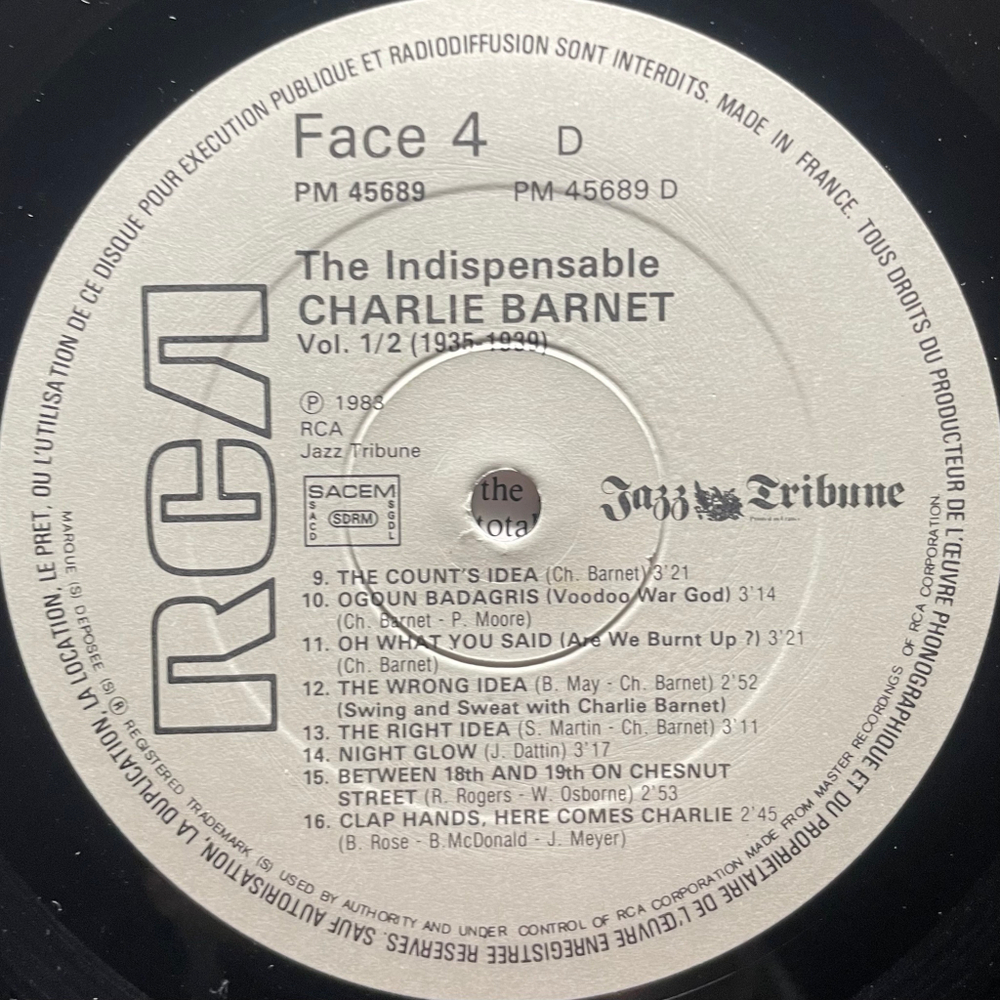 Face 4 D
PM 45689 PM 45689 D
The Indispensable
CHARLIE BARNET
Vol. 1/2 (1935-1939)
Ⓟ 1983
RCA
Jazz Tribune
RCA
SACEM
SACD SDRM SGDL
Jazz Tribune
the
total
9. THE COUNT'S IDEA (Ch. Barnet) 3'21
10. OGOUN BADAGRIS (Voodoo War God) 3'14
(Ch. Barnet - P. Moore)
11. OH WHAT YOU SAID (Are We Burnt Up ?) 3'21
(Ch. Barnet)
12. THE WRONG IDEA (B. May - Ch. Barnet) 2'52
(Swing and Sweat with Charlie Barnet)
13. THE RIGHT IDEA (S. Martin - Ch. Barnet) 3'11
14. NIGHT GLOW (J. Dattin) 3'17
15. BETWEEN 18th AND 19th ON CHESNUT
STREET (R. Rogers - W. Osborne) 2'53
16. CLAP HANDS, HERE COMES CHARLIE 2'45
(B. Rose - B.McDonald - J. Meyer)
MADE IN FRANCE. TOUS DROITS DU PRODUCTEUR DE L'ŒUVRE PHONOGRAPHIQUE ET DU PROPRIETAIRE DE L'ŒUVRE ENREGISTREE RESERVES. SAUF AUTORISATION, LA DUPLICATION, LA LOCATION, LE PRET, OU L'UTILISATION DE CE DISQUE POUR EXECUTION PUBLIQUE ET RADIODIFFUSION SONT INTERDITS.
MARQUE (S) DEPOSEE (S) ® REGISTERED TRADEMARK (S) USED BY AUTHORITY AND UNDER CONTROL OF RCA CORPORATION MADE FROM MASTER RECORDINGS OF RCA CORPORATION